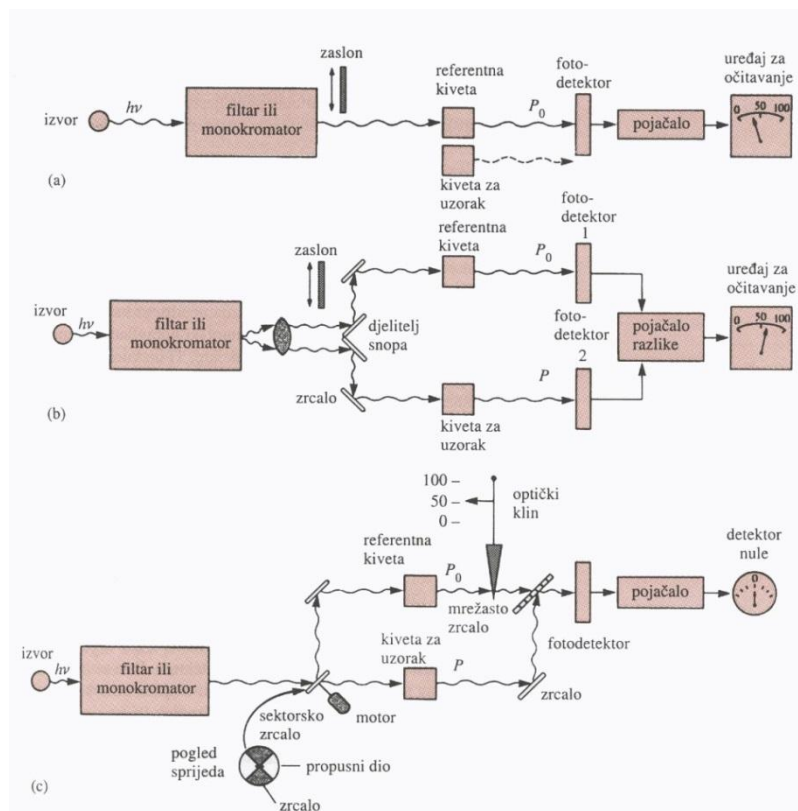 zaslon
izvor
hν
filtar ili
monokromator
referentna
kiveta
P0
foto-
detektor
pojačalo
uređaj za
očitavanje
0 50 100
kiveta za
uzorak
(a)
zaslon
izvor
hν
filtar ili
monokromator
djelitelj
snopa
zrcalo
referentna
kiveta
P0
foto-
detektor
1
kiveta za
uzorak
P
foto-
detektor
2
pojačalo
razlike
uređaj za
očitavanje
0 50 100
(b)
100 –
50 –
0 –
optički
klin
referentna
kiveta
P0
mrežasto
zrcalo
kiveta za
uzorak
P
zrcalo
fotodetektor
pojačalo
detektor
nule
0
izvor
hν
filtar ili
monokromator
sektorsko
zrcalo
motor
pogled
sprijeda
propusni dio
zrcalo
(c)